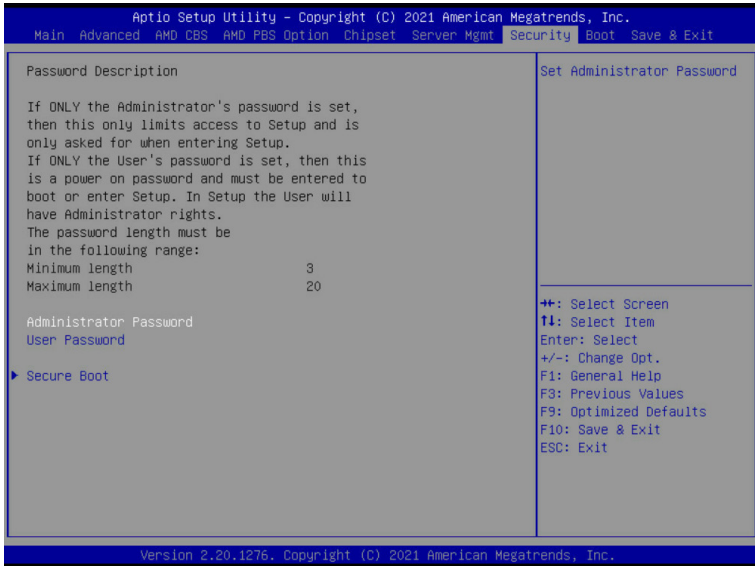 Aptio Setup Utility – Copyright (C) 2021 American Megatrends, Inc.
Main Advanced AMD CBS AMD PBS Option Chipset Server Mgmt Security Boot Save & Exit
Password Description
If ONLY the Administrator's password is set,
then this only limits access to Setup and is
only asked for when entering Setup.
If ONLY the User's password is set, then this
is a power on password and must be entered to
boot or enter Setup. In Setup the User will
have Administrator rights.
The password length must be
in the following range:
Minimum length 3
Maximum length 20
Administrator Password
User Password
Secure Boot
Set Administrator Password
→←: Select Screen
↑↓: Select Item
Enter: Select
+/-: Change Opt.
F1: General Help
F3: Previous Values
F9: Optimized Defaults
F10: Save & Exit
ESC: Exit
Version 2.20.1276. Copyright (C) 2021 American Megatrends, Inc.